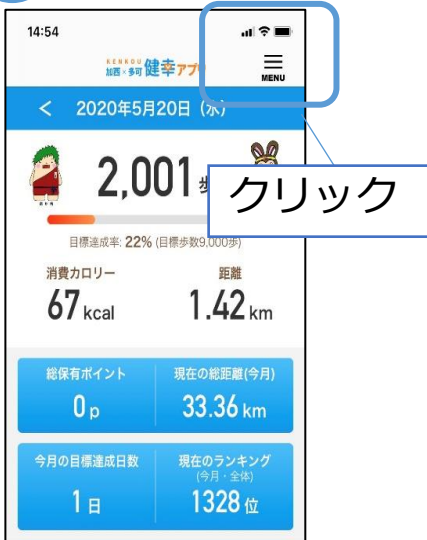 14:54
KENKOU
加西×多可 健幸アプリ
MENU
< 2020年5月20日（水）
2,001 歩
クリック
目標達成率: 22% (目標歩数9,000歩)
消費カロリー
距離
67 kcal
1.42 km
総保有ポイント
現在の総距離(今月)
0 p
33.36 km
今月の目標達成日数
現在のランキング
(今月・全体)
1 日
1328 位